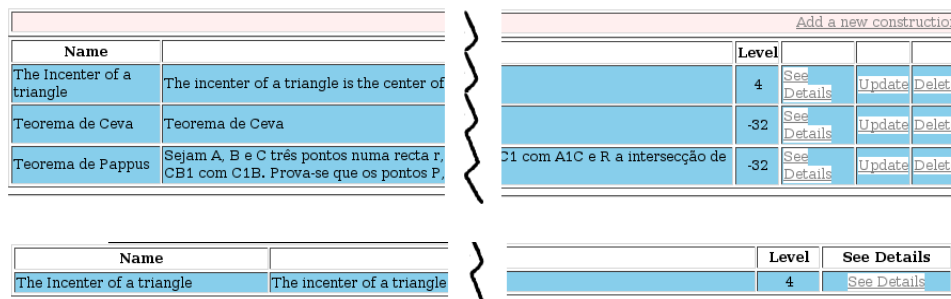 Add a new construction
Name Level
The Incenter of a triangle The incenter of a triangle is the center of 4 See Details Update Delet
Teorema de Ceva Teorema de Ceva -32 See Details Update Delet
Teorema de Pappus Sejam A, B e C três pontos numa recta r, C1 com A1C e R a intersecção de
CB1 com C1B. Prova-se que os pontos P, -32 See Details Update Delet
Name Level See Details
The Incenter of a triangle The incenter of a triangle 4 See Details